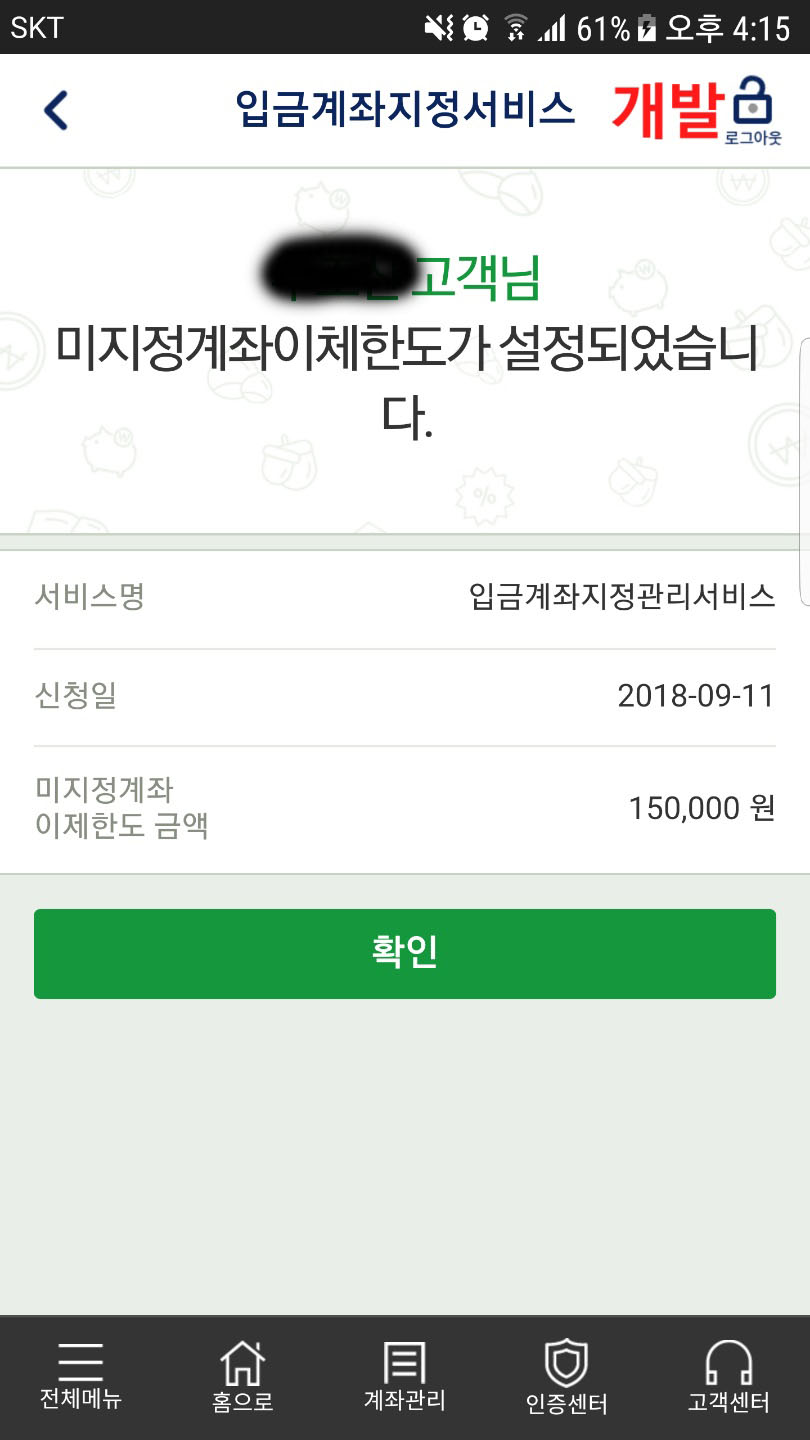 SKT 61% 오후 4:15
입금계좌지정서비스 개발
로그아웃
고객님
미지정계좌이체한도가 설정되었습니
다.
서비스명 입금계좌지정관리서비스
신청일 2018-09-11
미지정계좌
이제한도 금액 150,000 원
확인
전체메뉴 홈으로 계좌관리 인증센터 고객센터